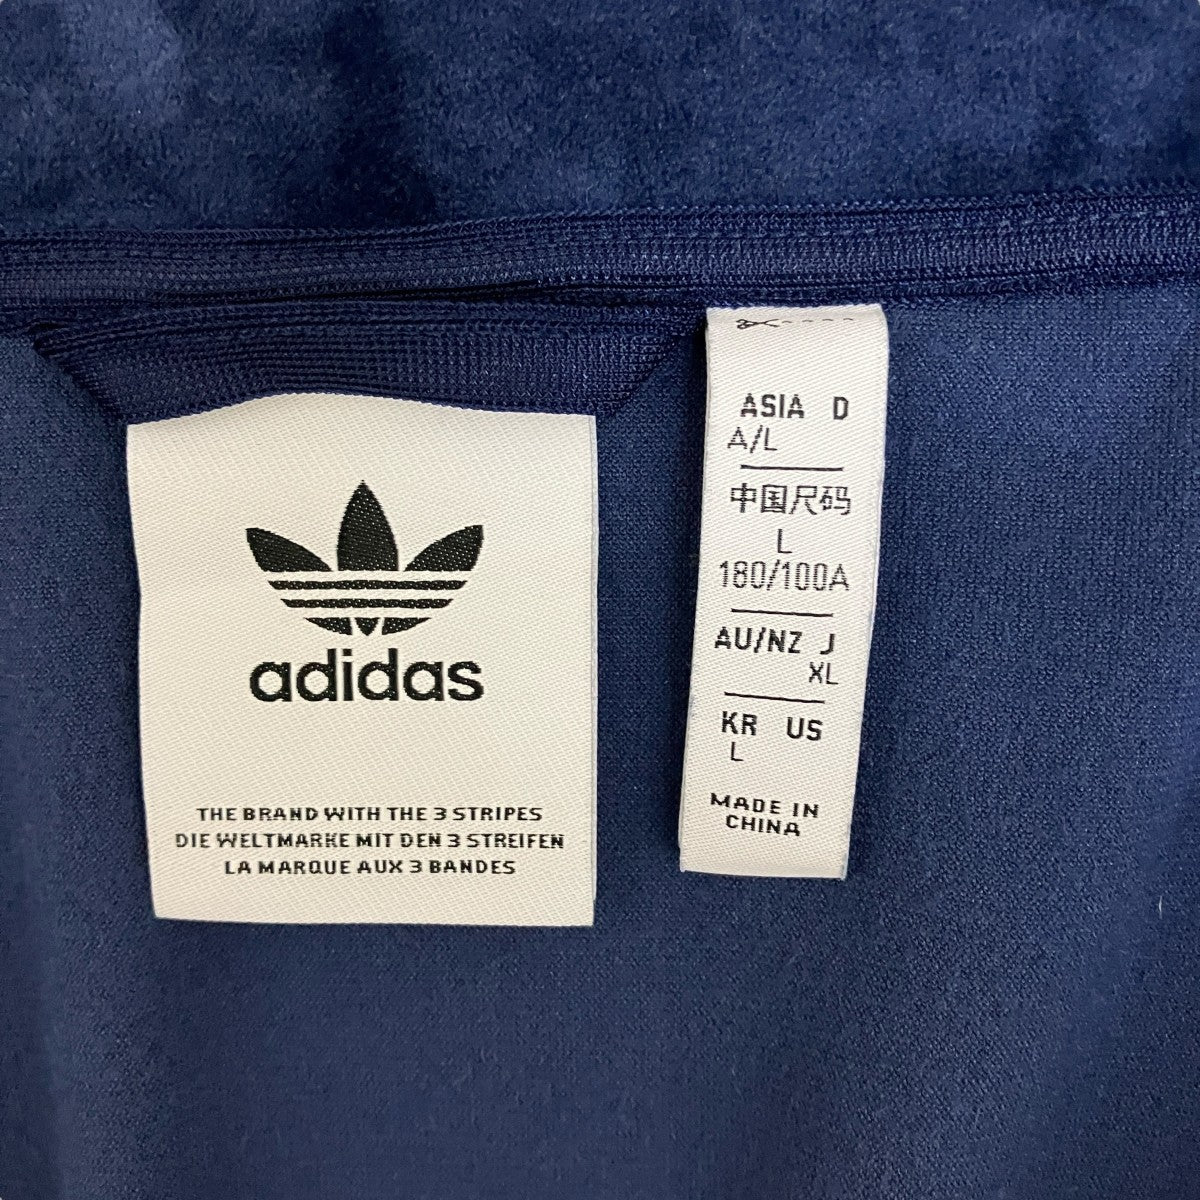 adidas
THE BRAND WITH THE 3 STRIPES
DIE WELTMARKE MIT DEN 3 STREIFEN
LA MARQUE AUX 3 BANDES
ASIA D
A/L
中国尺码
L
180/100A
AU/NZ J
XL
KR US
L
MADE IN
CHINA